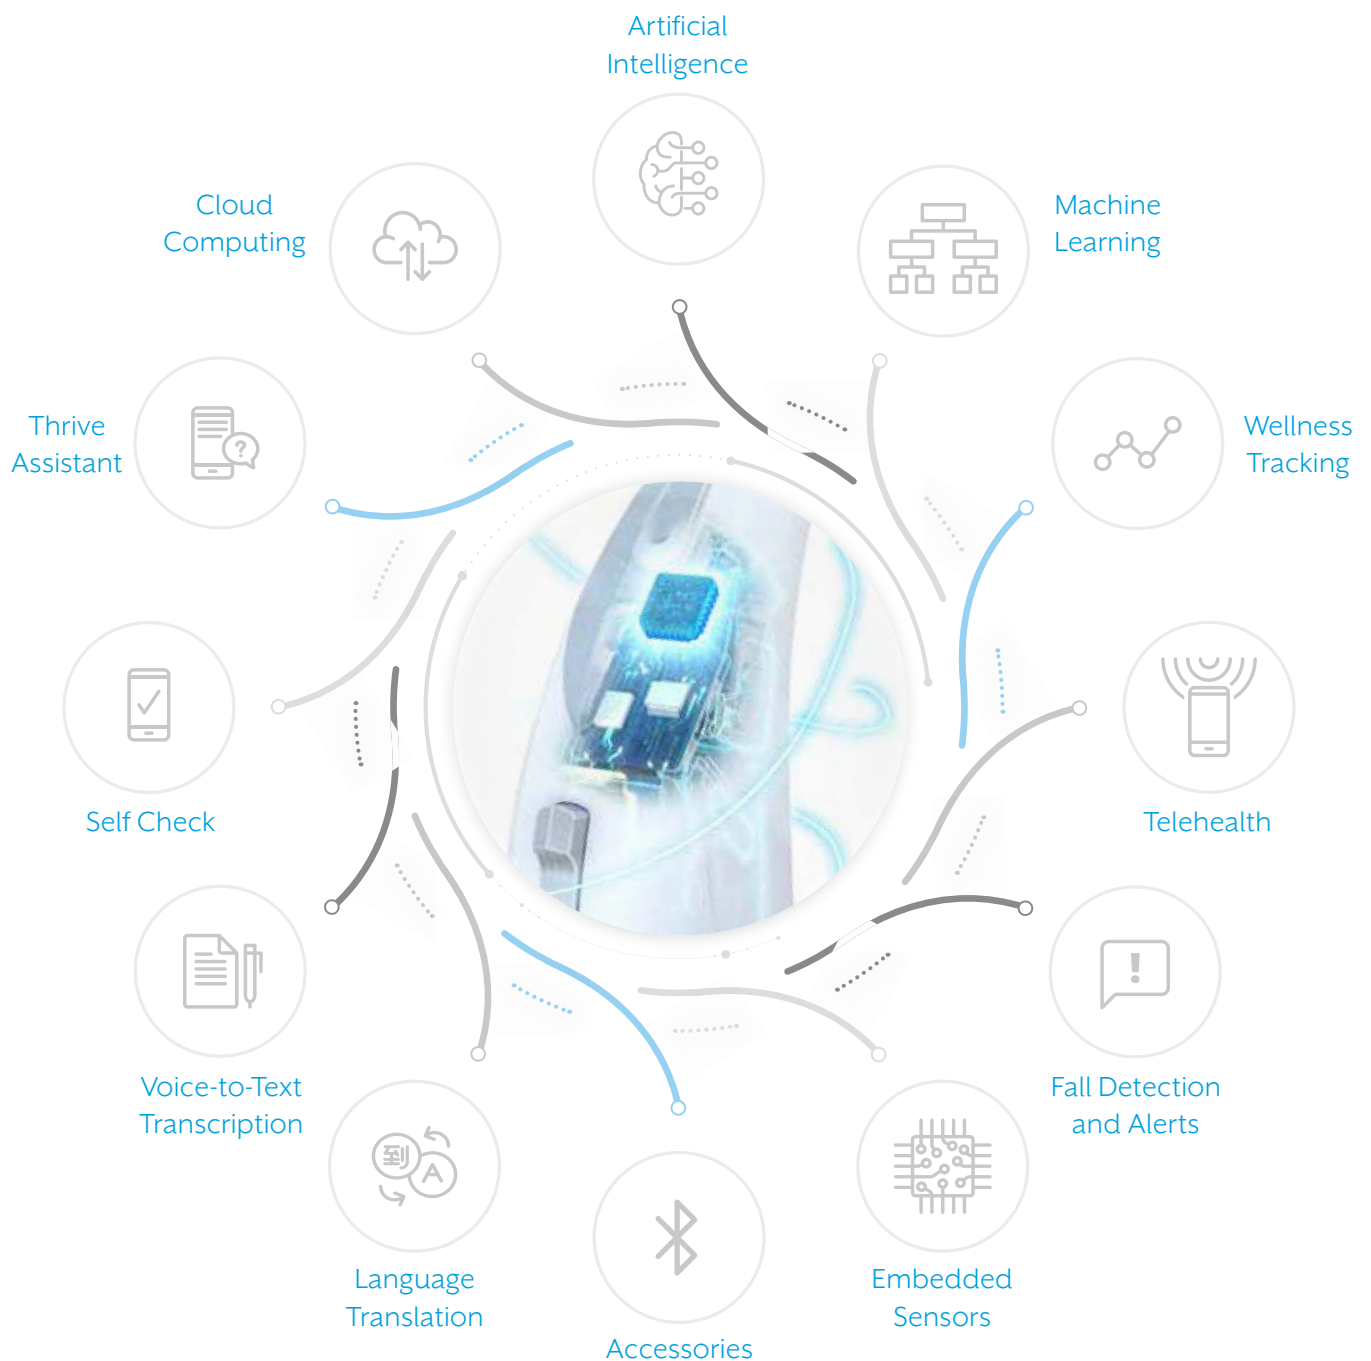 Artificial
Intelligence
Machine
Learning
Wellness
Tracking
Telehealth
Fall Detection
and Alerts
!
Embedded
Sensors
Accessories
Language
Translation
到
A
Voice-to-Text
Transcription
Self Check
Thrive
Assistant
?
Cloud
Computing